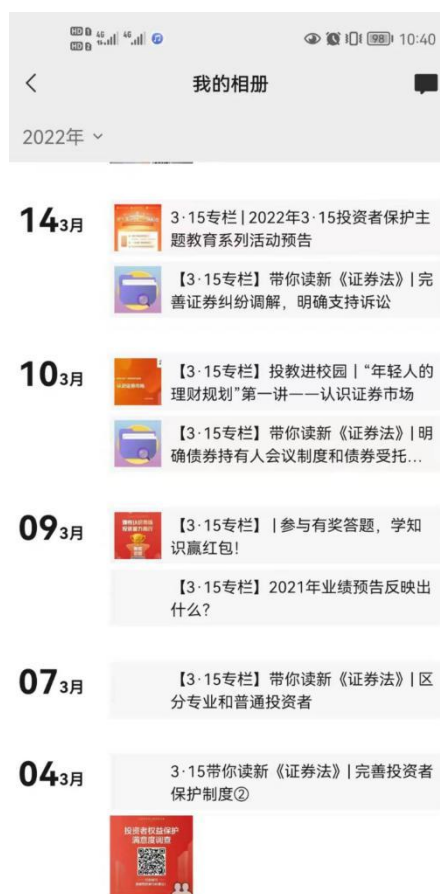 10:40
我的相册
2022年
14 3月
3·15专栏|2022年3·15投资者保护主
题教育系列活动预告
【3·15专栏】带你读新《证券法》|完
善证券纠纷调解，明确支持诉讼
10 3月
【3·15专栏】投教进校园丨“年轻人的
理财规划”第一讲——认识证券市场
【3·15专栏】带你读新《证券法》|明
确债券持有人会议制度和债券受托...
09 3月
【3·15专栏】|参与有奖答题，学知
识赢红包！
【3·15专栏】2021年业绩预告反映出
什么？
07 3月
【3·15专栏】带你读新《证券法》|区
分专业和普通投资者
04 3月
3·15带你读新《证券法》|完善投资者
保护制度②
投资者权益保护
满意度调查